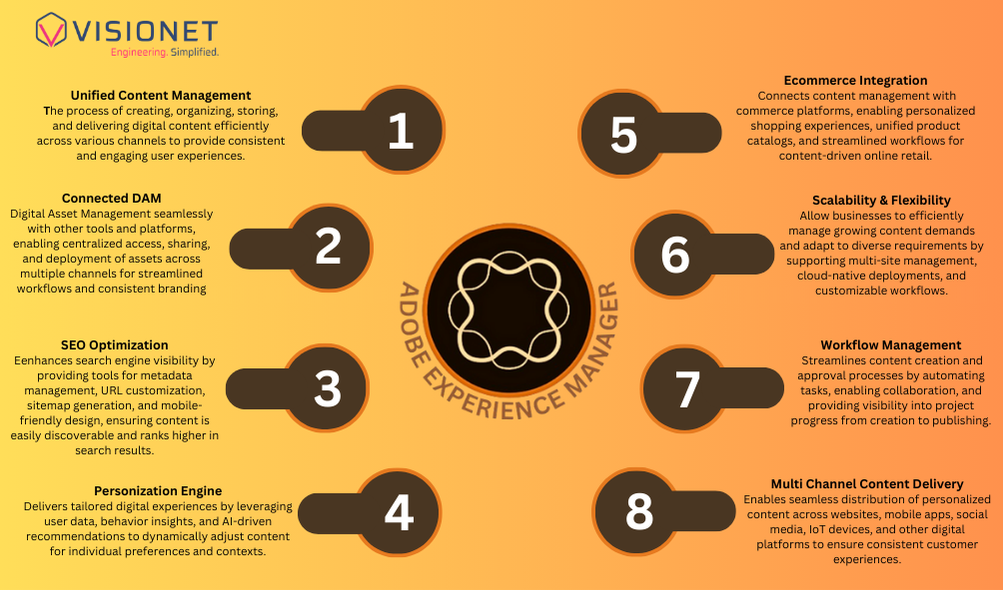 VISIONET
Engineering. Simplified.
Unified Content Management
The process of creating, organizing, storing,
and delivering digital content efficiently
across various channels to provide consistent
and engaging user experiences.
1
Connected DAM
Digital Asset Management seamlessly
with other tools and platforms,
enabling centralized access, sharing,
and deployment of assets across
multiple channels for streamlined
workflows and consistent branding
2
SEO Optimization
Eenhances search engine visibility by
providing tools for metadata
management, URL customization,
sitemap generation, and mobile-
friendly design, ensuring content is
easily discoverable and ranks higher in
search results.
3
Personization Engine
Delivers tailored digital experiences by leveraging
user data, behavior insights, and AI-driven
recommendations to dynamically adjust content
for individual preferences and contexts.
4
ADOBE EXPERIENCE MANAGER
5
Ecommerce Integration
Connects content management with
commerce platforms, enabling personalized
shopping experiences, unified product
catalogs, and streamlined workflows for
content-driven online retail.
6
Scalability & Flexibility
Allow businesses to efficiently
manage growing content demands
and adapt to diverse requirements by
supporting multi-site management,
cloud-native deployments, and
customizable workflows.
7
Workflow Management
Streamlines content creation and
approval processes by automating
tasks, enabling collaboration, and
providing visibility into project
progress from creation to publishing.
8
Multi Channel Content Delivery
Enables seamless distribution of personalized
content across websites, mobile apps, social
media, IoT devices, and other digital
platforms to ensure consistent customer
experiences.